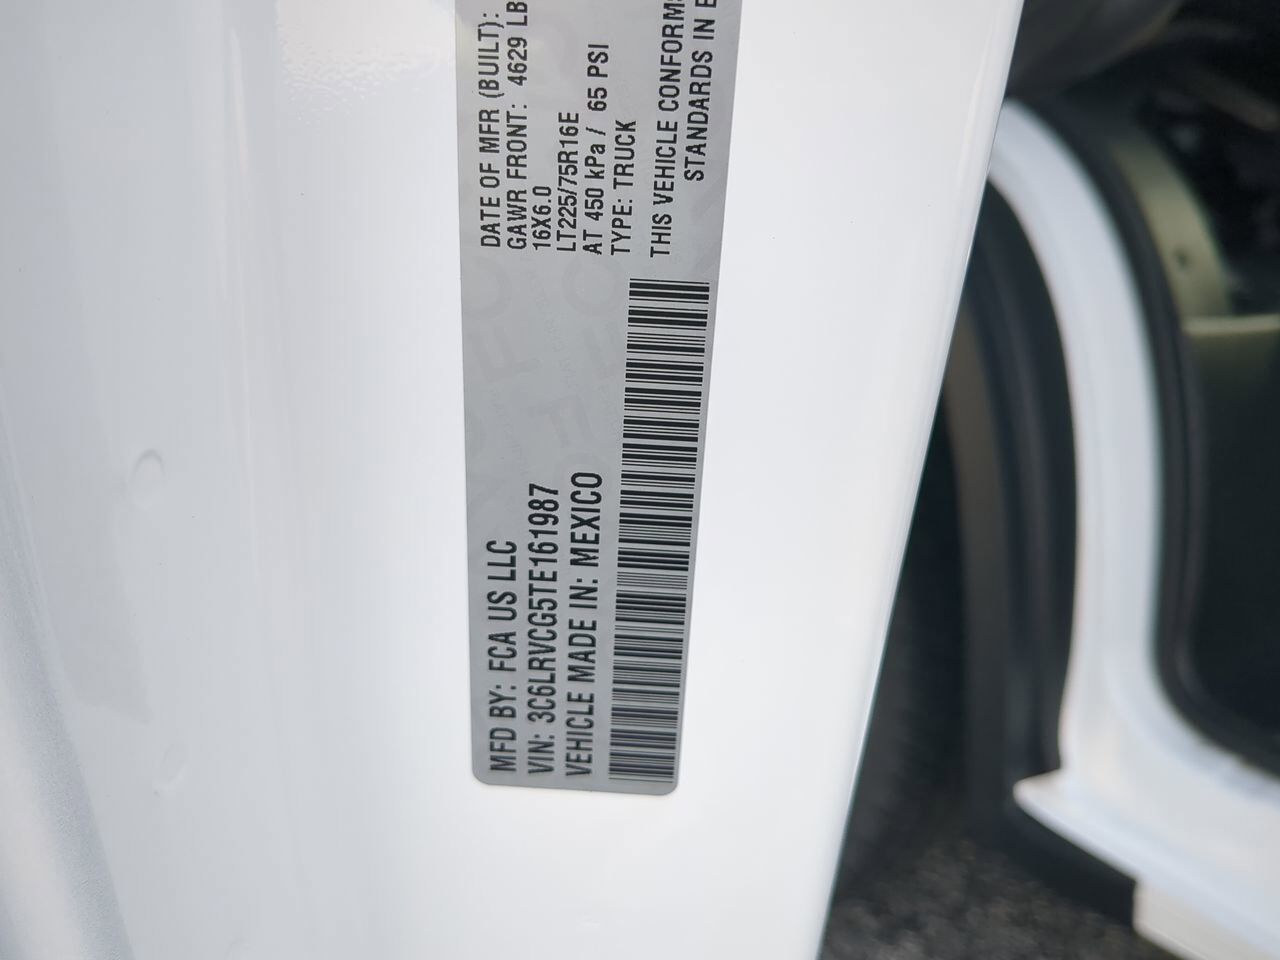 MFD BY: FCA US LLC
VIN: 3C6LRVCG5TE161987
VEHICLE MADE IN: MEXICO
DATE OF MFR (BUILT):
GAWR FRONT: 4629 LB
16X6.0
LT225/75R16E
AT 450 kPa / 65 PSI
TYPE: TRUCK
THIS VEHICLE CONFORMS
STANDARDS IN E